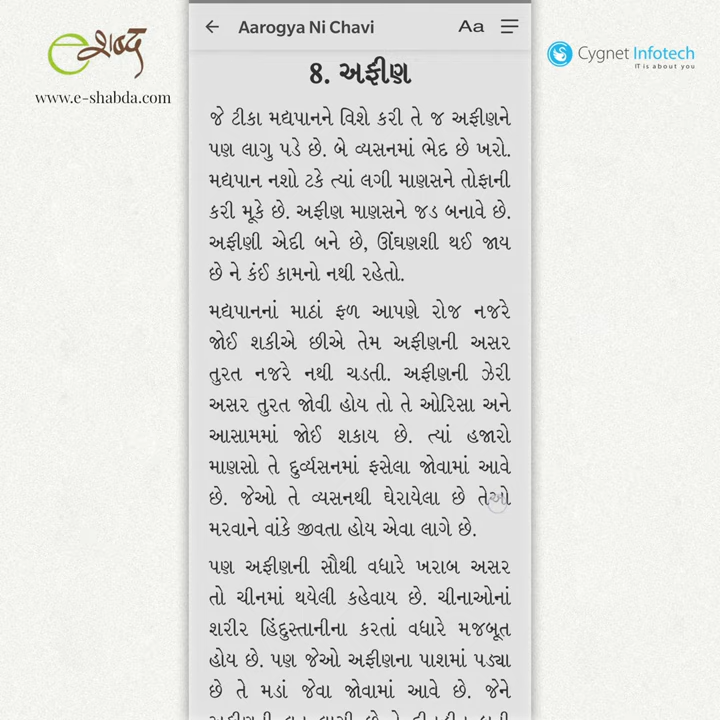 eશબ્દ
www.e-shabda.com
Cygnet Infotech
IT is about you
Aarogya Ni Chavi
Aa
8. અફીણ
જે ટીકા મદ્યપાનને વિશે કરી તે જ અફીણને
પણ લાગુ પડે છે. બે વ્યસનમાં ભેદ છે ખરો.
મદ્યપાન નશો ટકે ત્યાં લગી માણસને તોફાની
કરી મૂકે છે. અફીણ માણસને જડ બનાવે છે.
અફીણી એદી બને છે, ઊંઘણશી થઈ જાય
છે ને કંઈ કામનો નથી રહેતો.
મદ્યપાનનાં માઠાં ફળ આપણે રોજ નજરે
જોઈ શકીએ છીએ તેમ અફીણની અસર
તુરત નજરે નથી ચડતી. અફીણની ઝેરી
અસર તુરત જોવી હોય તો તે ઓરિસા અને
આસામમાં જોઈ શકાય છે. ત્યાં હજારો
માણસો તે દુર્વ્યસનમાં ફસેલા જોવામાં આવે
છે. જેઓ તે વ્યસનથી ઘેરાયેલા છે તેઓ
મરવાને વાંકે જીવતા હોય એવા લાગે છે.
પણ અફીણની સૌથી વધારે ખરાબ અસર
તો ચીનમાં થયેલી કહેવાય છે. ચીનાઓનાં
શરીર હિંદુસ્તાનીના કરતાં વધારે મજબૂત
હોય છે. પણ જેઓ અફીણના પાશમાં પડ્યા
છે તે મડાં જેવા જોવામાં આવે છે. જેને